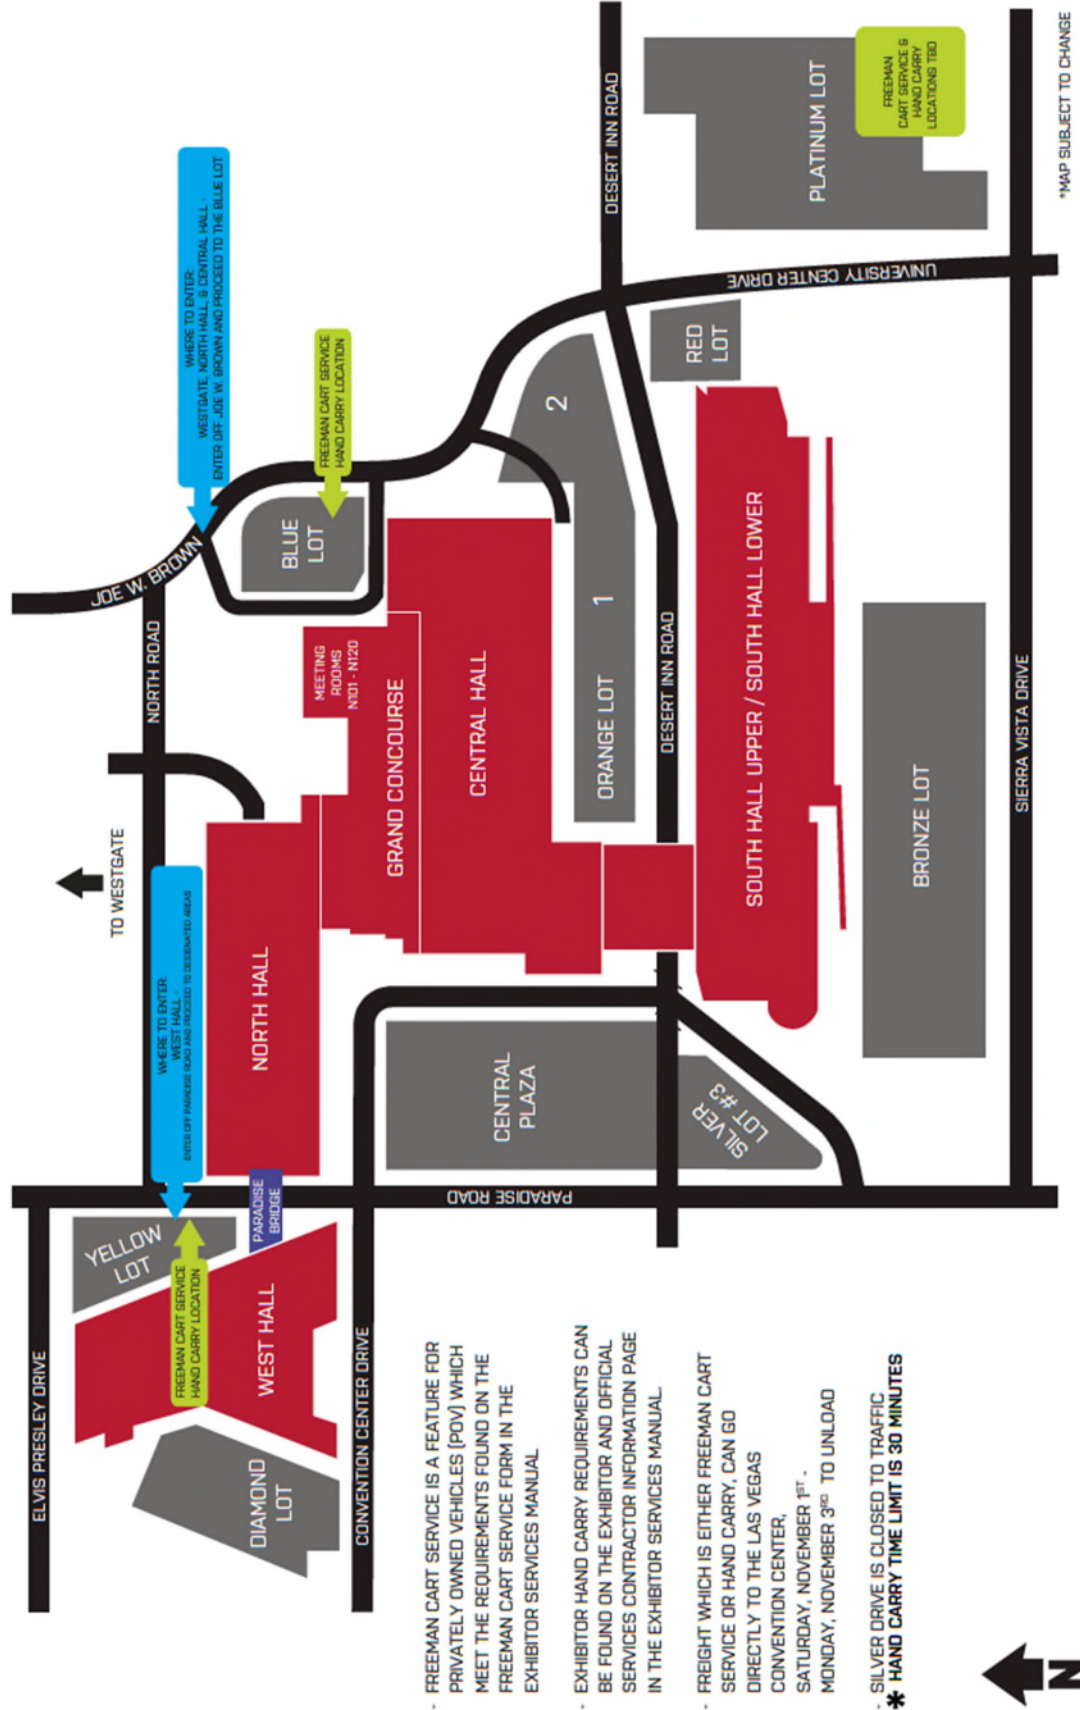 ELVIS PRESLEY DRIVE
YELLOW
LOT
FREEMAN CART SERVICE
HAND CARRY LOCATION
WEST HALL
DIAMOND
LOT
CONVENTION CENTER DRIVE
PARADISE
BRIDGE
PARADISE ROAD
TO WESTGATE
WHERE TO ENTER:
WEST HALL -
ENTER OFF PARADISE ROAD AND PROCEED TO DESIGNATED AREAS
NORTH ROAD
JOE W. BROWN
WHERE TO ENTER:
WESTGATE, NORTH HALL, & CENTRAL HALL -
ENTER OFF JOE W. BROWN AND PROCEED TO THE BLUE LOT
FREEMAN CART SERVICE
HAND CARRY LOCATION
BLUE
LOT
NORTH HALL
MEETING
ROOMS
N101 - N120
GRAND CONCOURSE
CENTRAL HALL
CENTRAL
PLAZA
ORANGE LOT
1
2
DESERT INN ROAD
DESERT INN ROAD
SILVER
LOT #3
SOUTH HALL UPPER / SOUTH HALL LOWER
RED
LOT
UNIVERSITY CENTER DRIVE
PLATINUM LOT
FREEMAN
CART SERVICE &
HAND CARRY
LOCATIONS TBD
BRONZE LOT
SIERRA VISTA DRIVE
*MAP SUBJECT TO CHANGE
- FREEMAN CART SERVICE IS A FEATURE FOR
PRIVATELY OWNED VEHICLES (POV) WHICH
MEET THE REQUIREMENTS FOUND ON THE
FREEMAN CART SERVICE FORM IN THE
EXHIBITOR SERVICES MANUAL
- EXHIBITOR HAND CARRY REQUIREMENTS CAN
BE FOUND ON THE EXHIBITOR AND OFFICIAL
SERVICES CONTRACTOR INFORMATION PAGE
IN THE EXHIBITOR SERVICES MANUAL.
- FREIGHT WHICH IS EITHER FREEMAN CART
SERVICE OR HAND CARRY, CAN GO
DIRECTLY TO THE LAS VEGAS
CONVENTION CENTER,
SATURDAY, NOVEMBER 1ST -
MONDAY, NOVEMBER 3RD TO UNLOAD
- SILVER DRIVE IS CLOSED TO TRAFFIC
* HAND CARRY TIME LIMIT IS 30 MINUTES
N